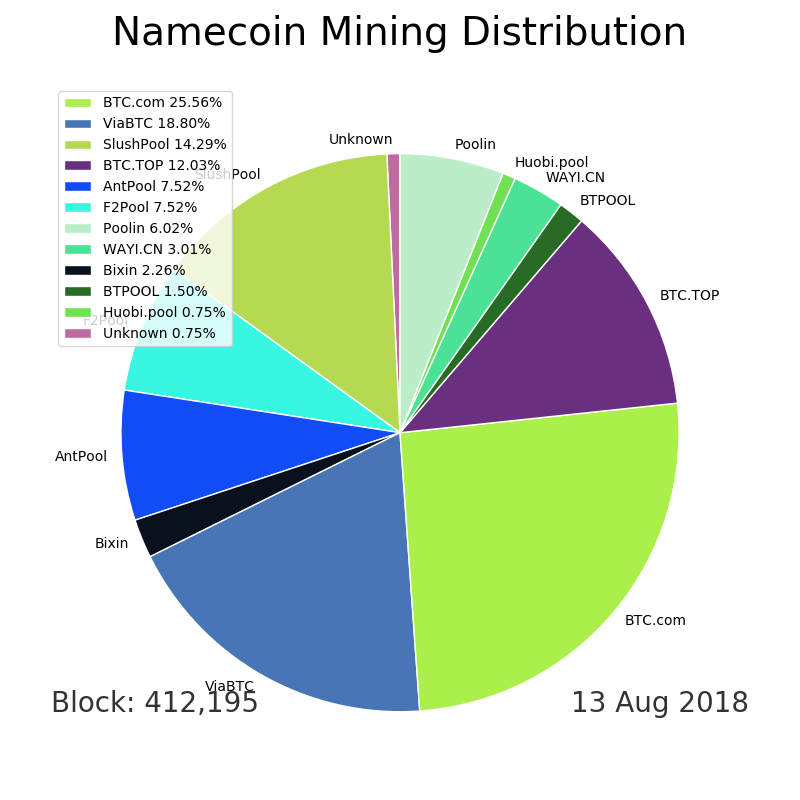 Namecoin Mining Distribution
BTC.com 25.56%
ViaBTC 18.80%
SlushPool 14.29%
BTC.TOP 12.03%
AntPool 7.52%
F2Pool 7.52%
Poolin 6.02%
WAYI.CN 3.01%
Bixin 2.26%
BTPOOL 1.50%
Huobi.pool 0.75%
Unknown 0.75%
Unknown
Poolin
Huobi.pool
WAYI.CN
BTPOOL
SlushPool
BTC.TOP
F2Pool
AntPool
Bixin
BTC.com
ViaBTC
Block: 412,195
13 Aug 2018